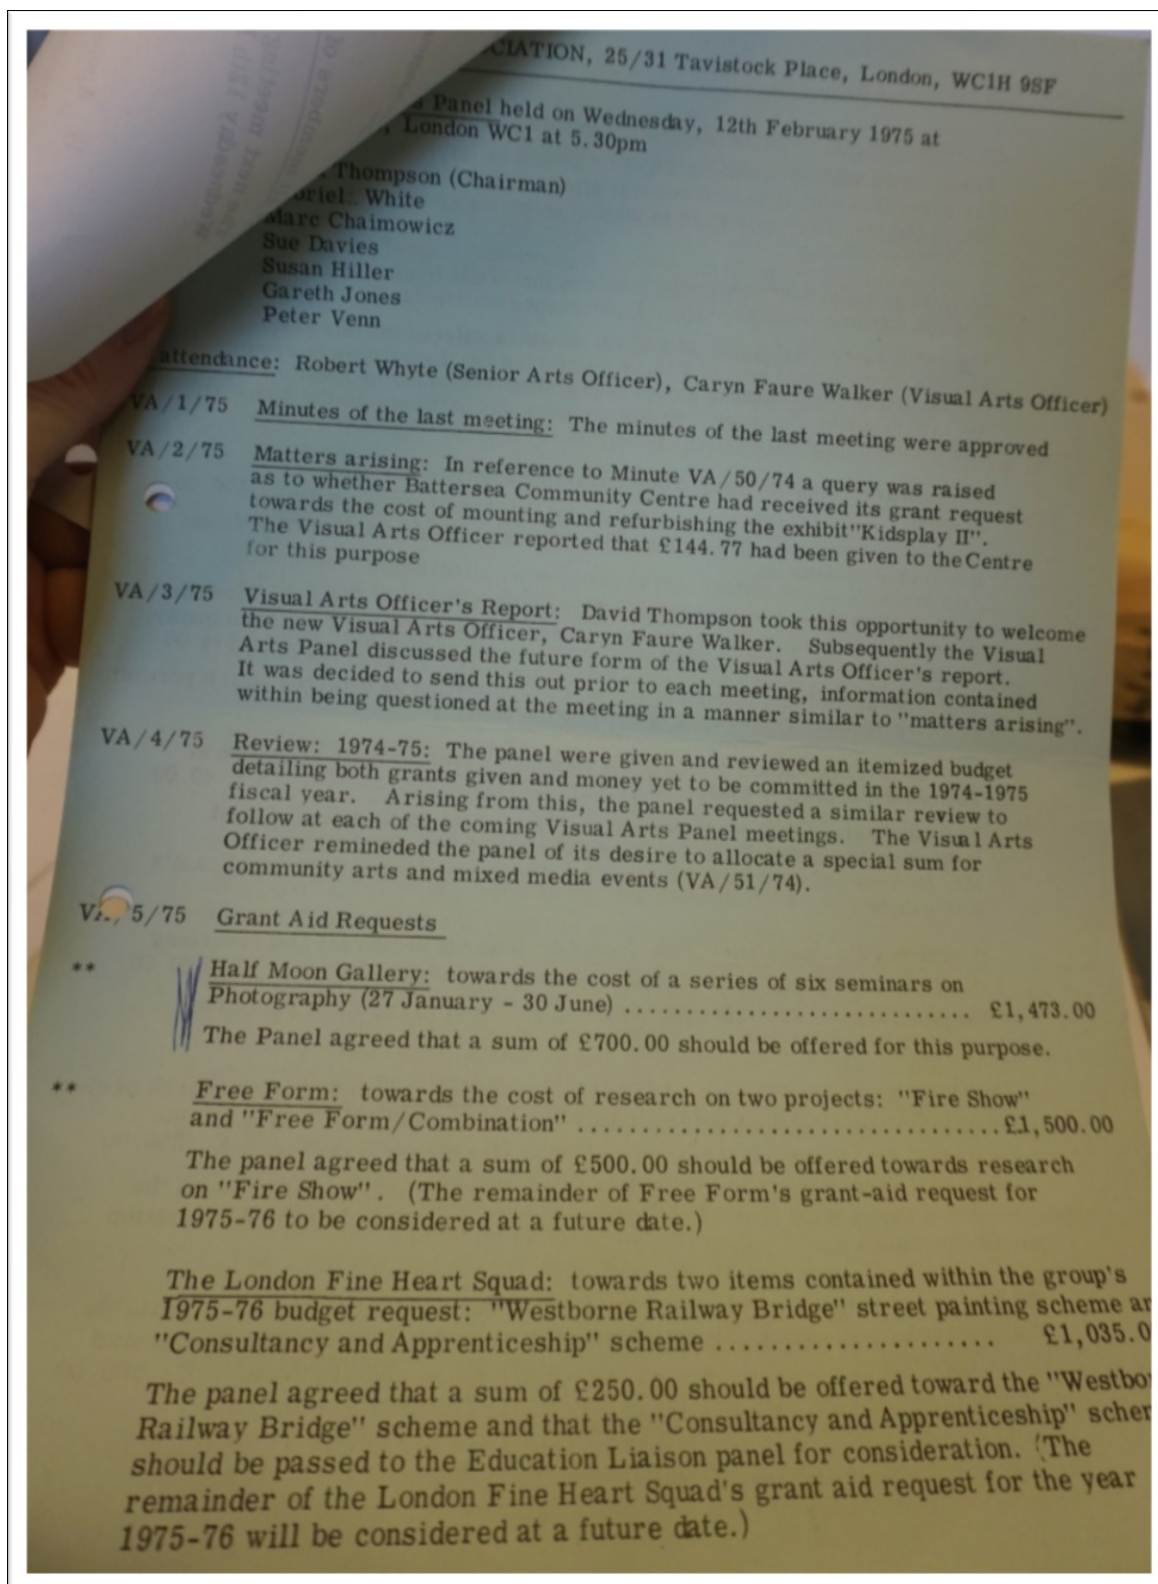 CIATION, 25/31 Tavistock Place, London, WC1H 9SF
Panel held on Wednesday, 12th February 1975 at
London WC1 at 5.30pm
Thompson (Chairman)
White
Marc Chaimowicz
Sue Davies
Susan Hiller
Gareth Jones
Peter Venn
attendance: Robert Whyte (Senior Arts Officer), Caryn Faure Walker (Visual Arts Officer)
VA/1/75 Minutes of the last meeting: The minutes of the last meeting were approved
VA/2/75 Matters arising: In reference to Minute VA/50/74 a query was raised
as to whether Battersea Community Centre had received its grant request
towards the cost of mounting and refurbishing the exhibit "Kidsplay II".
The Visual Arts Officer reported that £144.77 had been given to the Centre
for this purpose
VA/3/75 Visual Arts Officer's Report: David Thompson took this opportunity to welcome
the new Visual Arts Officer, Caryn Faure Walker. Subsequently the Visual
Arts Panel discussed the future form of the Visual Arts Officer's report.
It was decided to send this out prior to each meeting, information contained
within being questioned at the meeting in a manner similar to "matters arising".
VA/4/75 Review: 1974-75: The panel were given and reviewed an itemized budget
detailing both grants given and money yet to be committed in the 1974-1975
fiscal year. Arising from this, the panel requested a similar review to
follow at each of the coming Visual Arts Panel meetings. The Visual Arts
Officer remineded the panel of its desire to allocate a special sum for
community arts and mixed media events (VA/51/74).
VA/5/75 Grant Aid Requests
** Half Moon Gallery: towards the cost of a series of six seminars on
Photography (27 January - 30 June) ............................ £1,473.00
The Panel agreed that a sum of £700.00 should be offered for this purpose.
** Free Form: towards the cost of research on two projects: "Fire Show"
and "Free Form/Combination" .................................. £1,500.00
The panel agreed that a sum of £500.00 should be offered towards research
on "Fire Show". (The remainder of Free Form's grant-aid request for
1975-76 to be considered at a future date.)
The London Fine Heart Squad: towards two items contained within the group's
1975-76 budget request: "Westborne Railway Bridge" street painting scheme an
"Consultancy and Apprenticeship" scheme ..................... £1,035.0
The panel agreed that a sum of £250.00 should be offered toward the "Westbo
Railway Bridge" scheme and that the "Consultancy and Apprenticeship" schem
should be passed to the Education Liaison panel for consideration. (The
remainder of the London Fine Heart Squad's grant aid request for the year
1975-76 will be considered at a future date.)